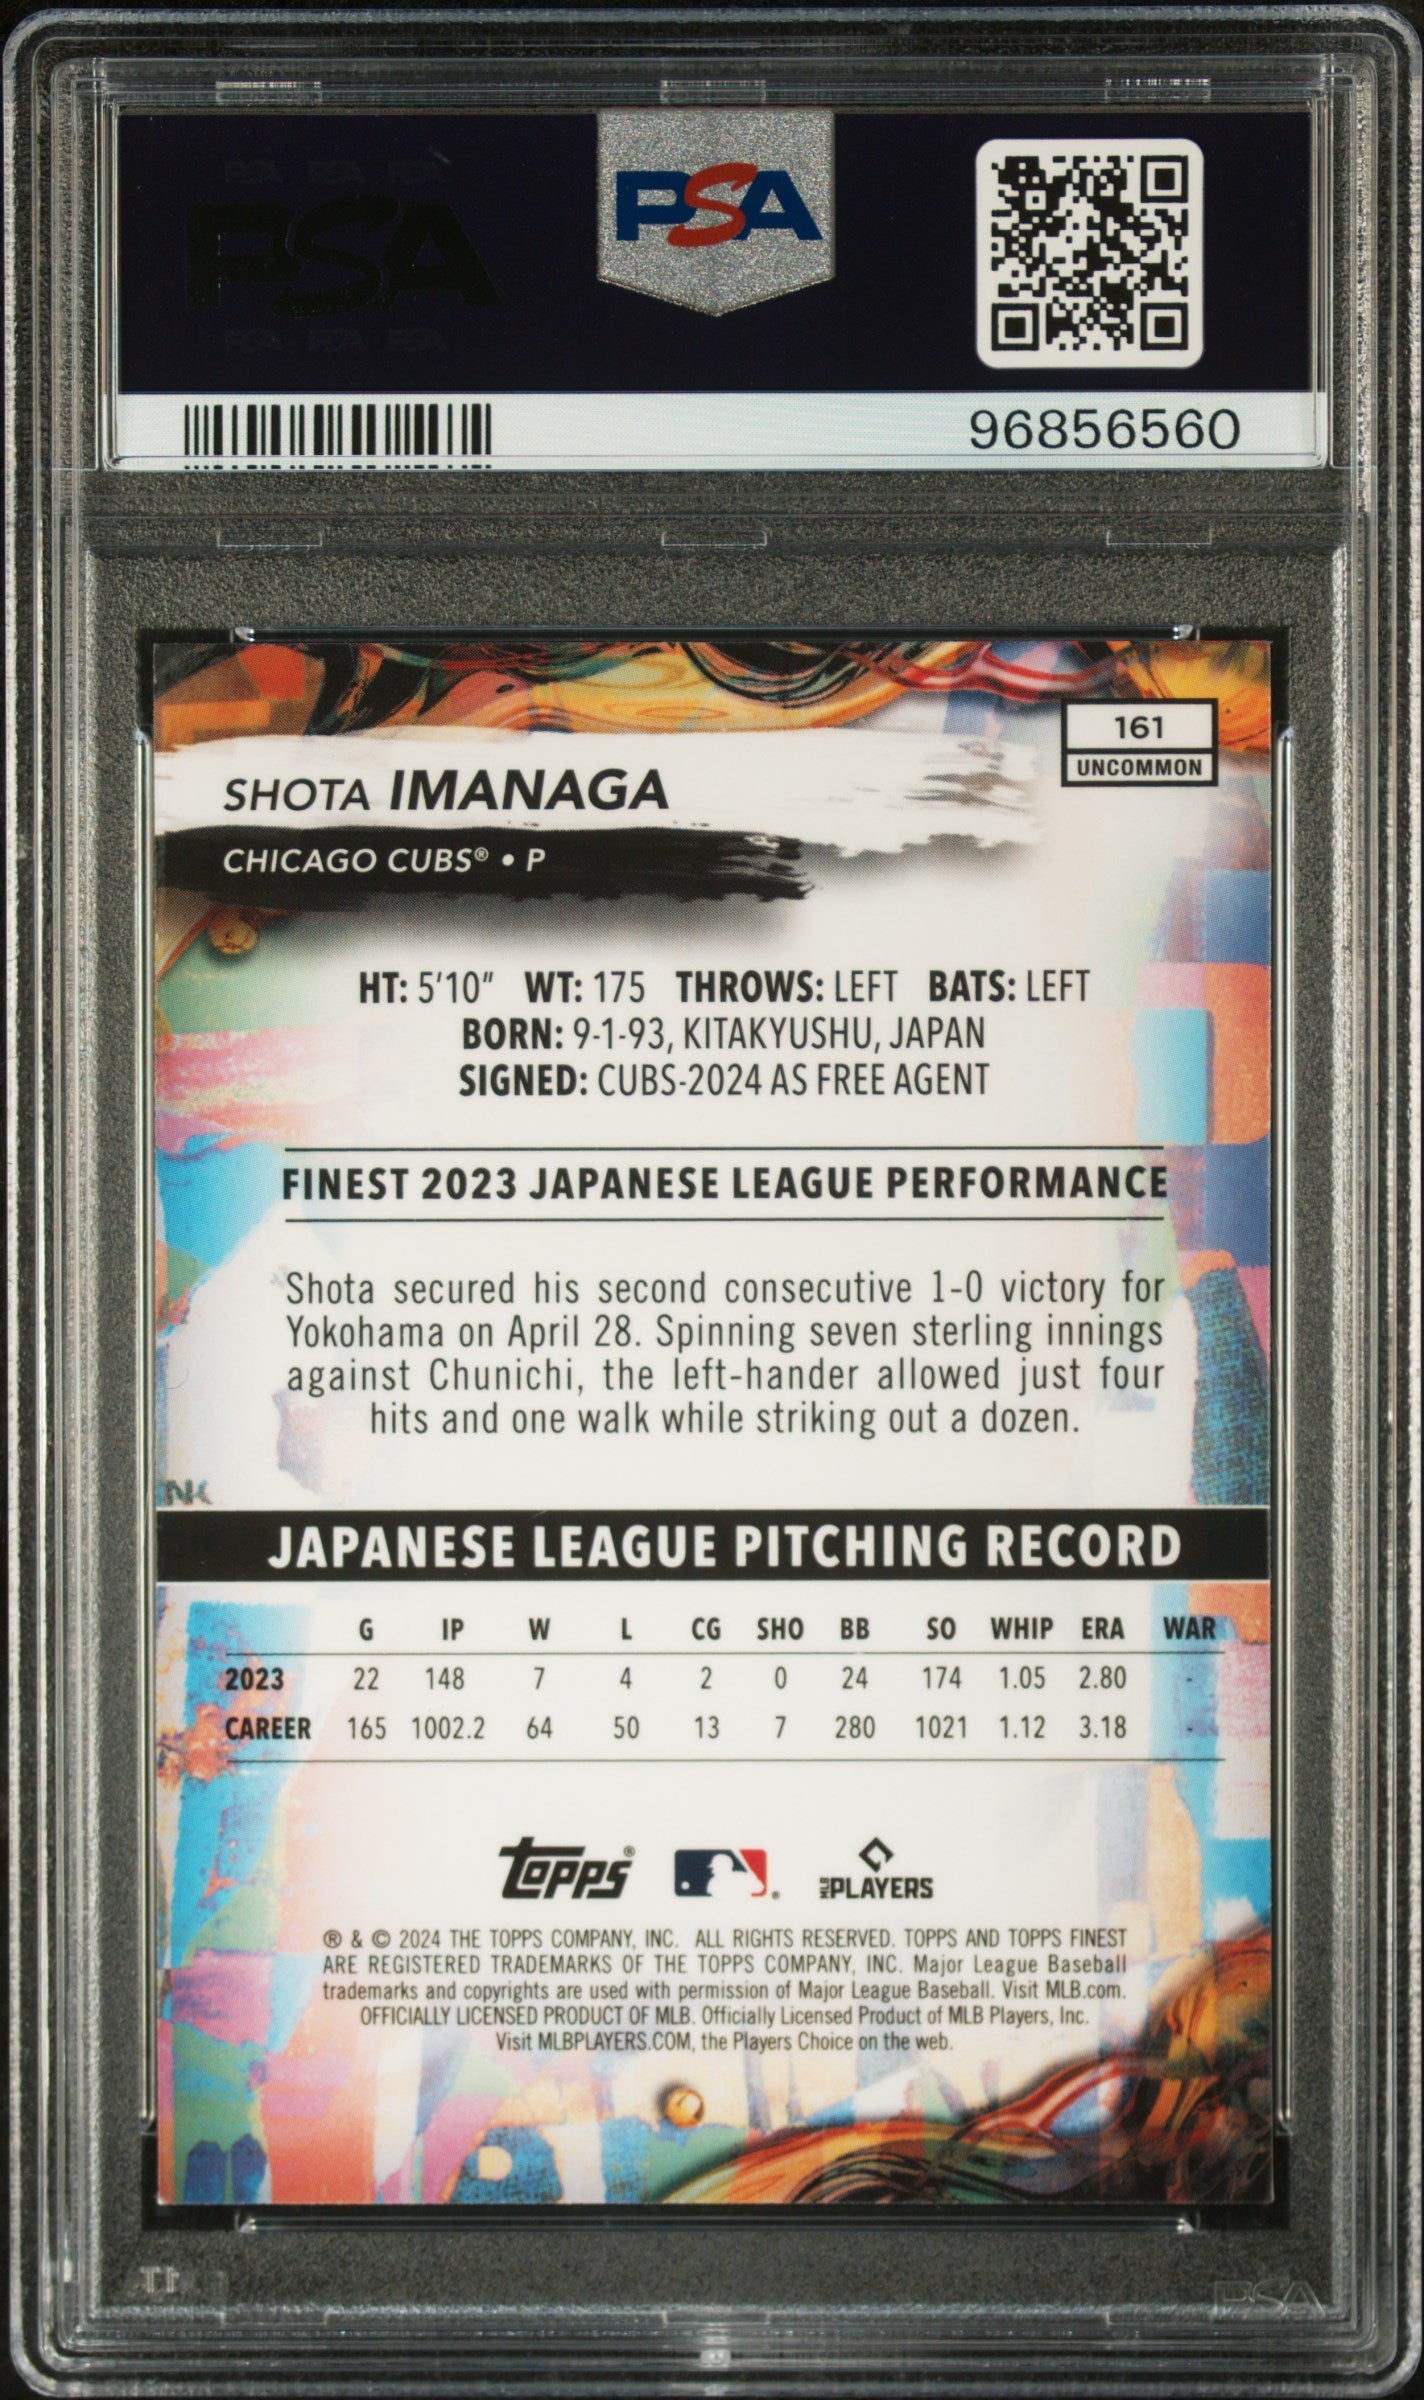 PSA
PSA
96856560
161
UNCOMMON
SHOTA IMANAGA
CHICAGO CUBS® • P
HT: 5'10" WT: 175 THROWS: LEFT BATS: LEFT
BORN: 9-1-93, KITAKYUSHU, JAPAN
SIGNED: CUBS-2024 AS FREE AGENT
FINEST 2023 JAPANESE LEAGUE PERFORMANCE
Shota secured his second consecutive 1-0 victory for
Yokohama on April 28. Spinning seven sterling innings
against Chunichi, the left-hander allowed just four
hits and one walk while striking out a dozen.
JAPANESE LEAGUE PITCHING RECORD
G IP W L CG SHO BB SO WHIP ERA WAR
2023 22 148 7 4 2 0 24 174 1.05 2.80 -
CAREER 165 1002.2 64 50 13 7 280 1021 1.12 3.18 -
Topps® ® MLB PLAYERS
® & © 2024 THE TOPPS COMPANY, INC. ALL RIGHTS RESERVED. TOPPS AND TOPPS FINEST
ARE REGISTERED TRADEMARKS OF THE TOPPS COMPANY, INC. Major League Baseball
trademarks and copyrights are used with permission of Major League Baseball. Visit MLB.com.
OFFICIALLY LICENSED PRODUCT OF MLB. Officially Licensed Product of MLB Players, Inc.
Visit MLBPLAYERS.COM, the Players Choice on the web.
PSA